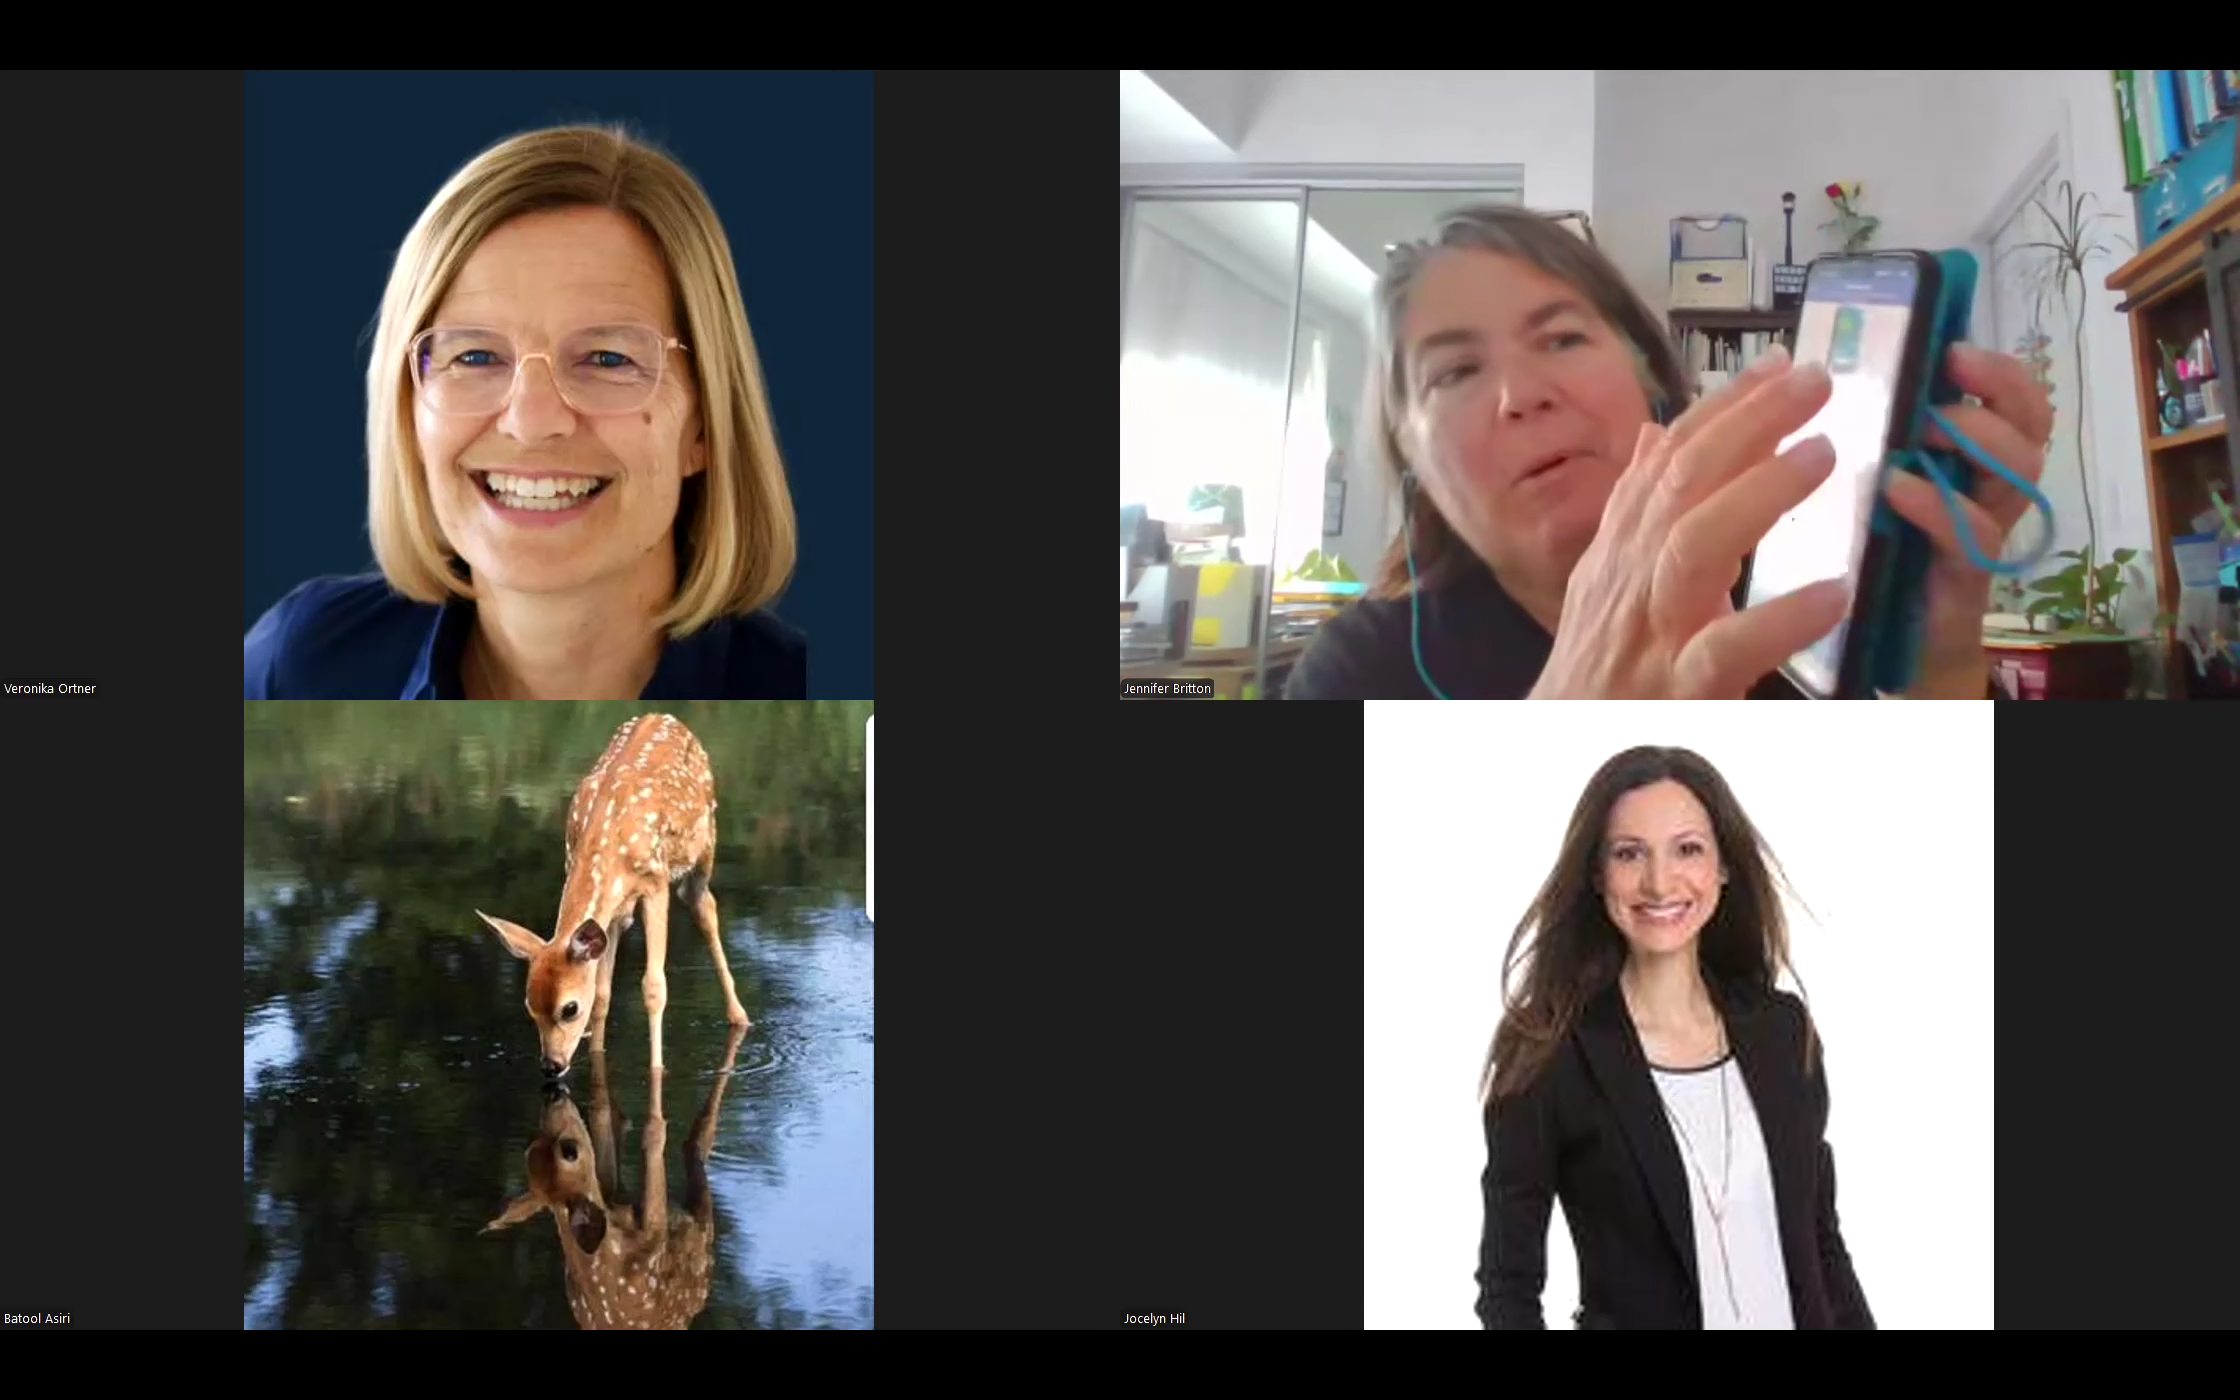 Veronika Ortner
Jennifer Britton
Batool Asiri
Jocelyn Hil